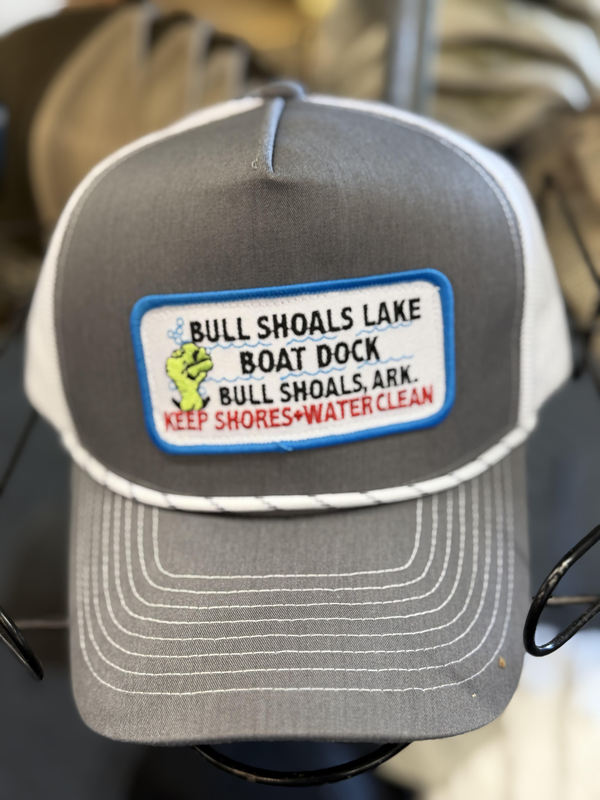 BULL SHOALS LAKE
BOAT DOCK
BULL SHOALS, ARK.
KEEP SHORES+WATER CLEAN